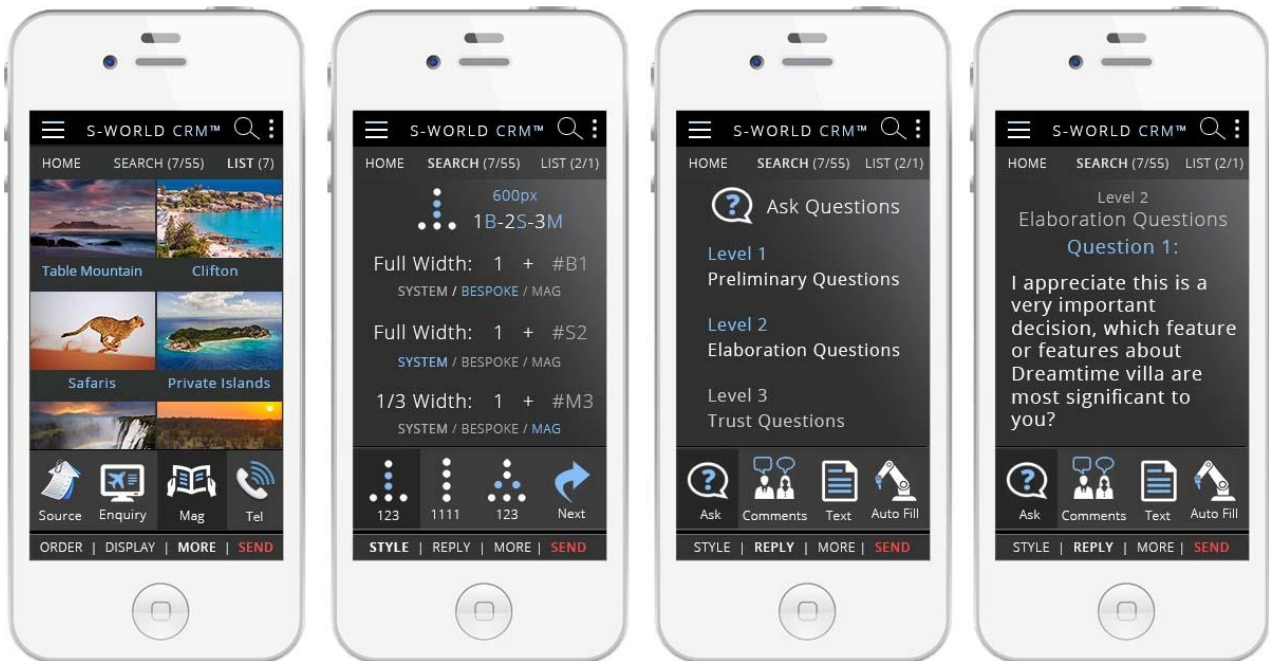 S-WORLD CRM™
HOME SEARCH (7/55) LIST (7)
Table Mountain Clifton
Safaris Private Islands
Source Enquiry Mag Tel
ORDER | DISPLAY | MORE | SEND
S-WORLD CRM™
HOME SEARCH (7/55) LIST (2/1)
600px
1B-2S-3M
Full Width: 1 + #B1
SYSTEM / BESPOKE / MAG
Full Width: 1 + #S2
SYSTEM / BESPOKE / MAG
1/3 Width: 1 + #M3
SYSTEM / BESPOKE / MAG
123 1111 123 Next
STYLE | REPLY | MORE | SEND
S-WORLD CRM™
HOME SEARCH (7/55) LIST (2/1)
? Ask Questions
Level 1
Preliminary Questions
Level 2
Elaboration Questions
Level 3
Trust Questions
?
Ask Comments Text Auto Fill
STYLE | REPLY | MORE | SEND
S-WORLD CRM™
HOME SEARCH (7/55) LIST (2/1)
Level 2
Elaboration Questions
Question 1:
I appreciate this is a
very important
decision, which feature
or features about
Dreamtime villa are
most significant to
you?
?
Ask Comments Text Auto Fill
STYLE | REPLY | MORE | SEND